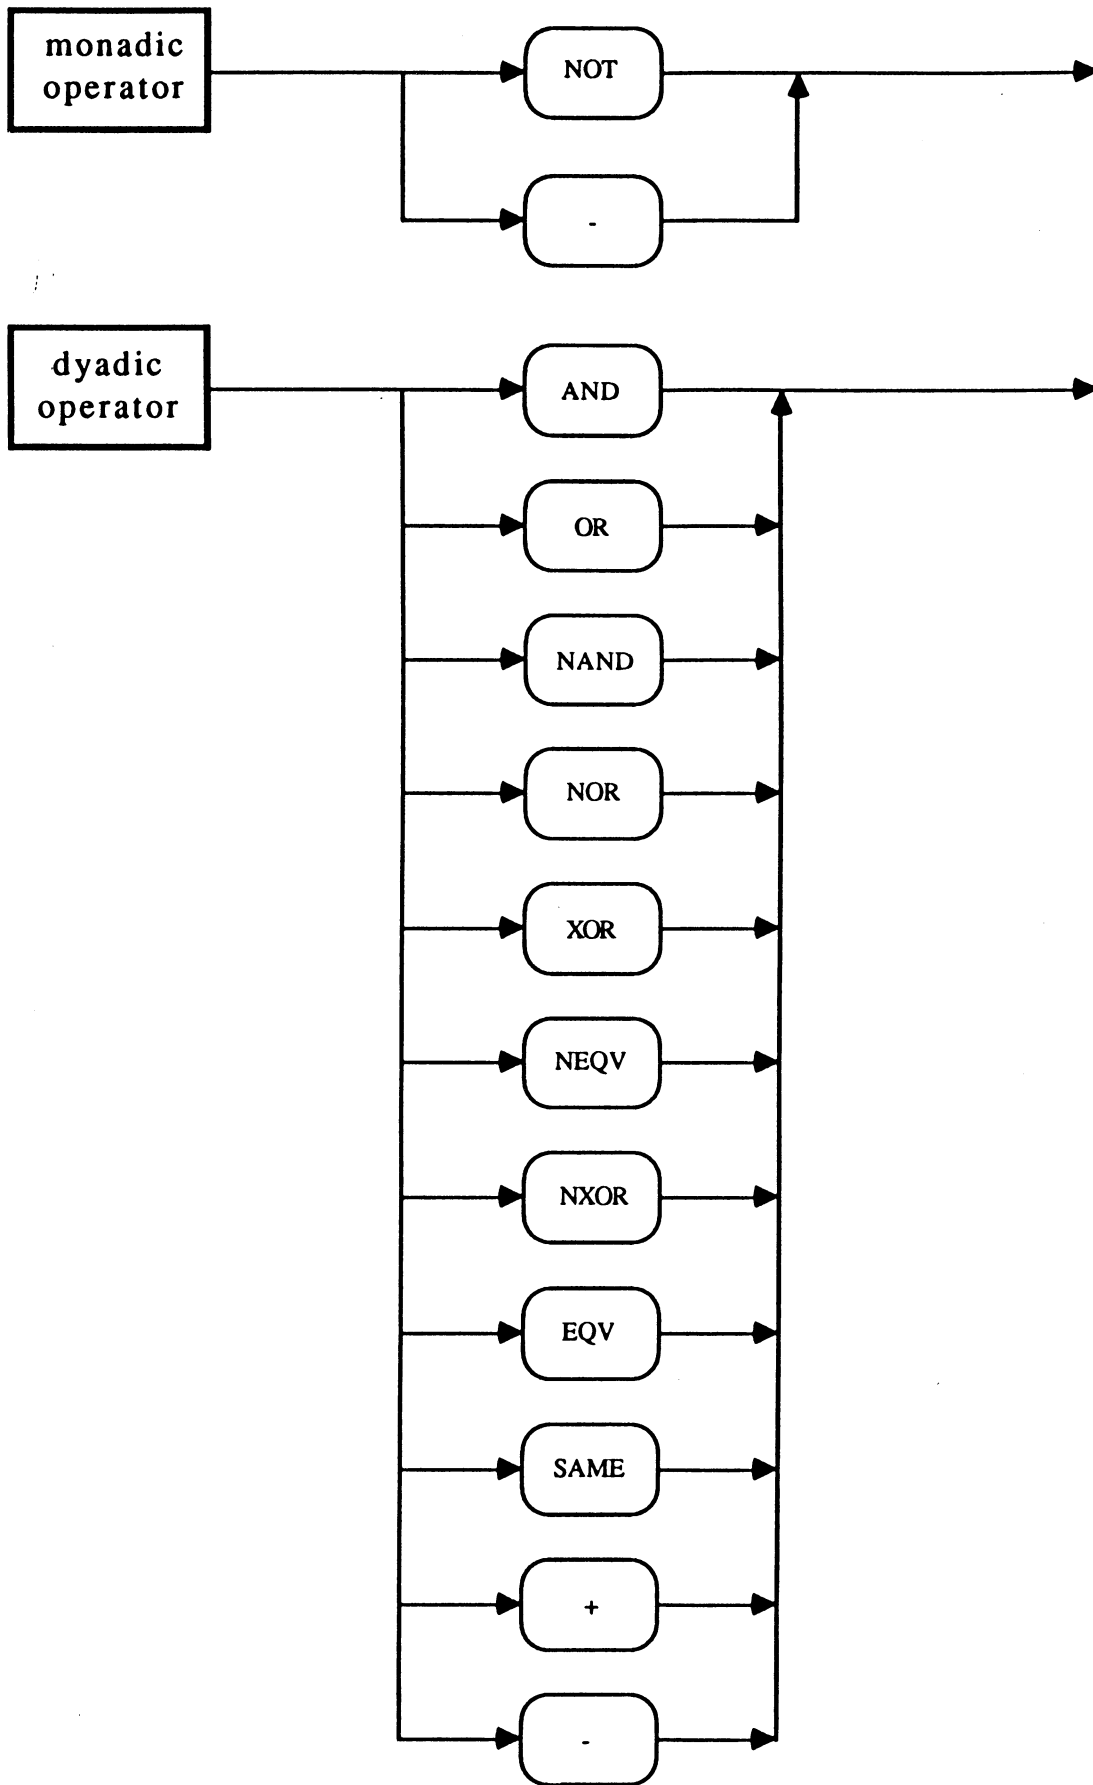 monadic
operator
NOT
-
dyadic
operator
AND
OR
NAND
NOR
XOR
NEQV
NXOR
EQV
SAME
+
-